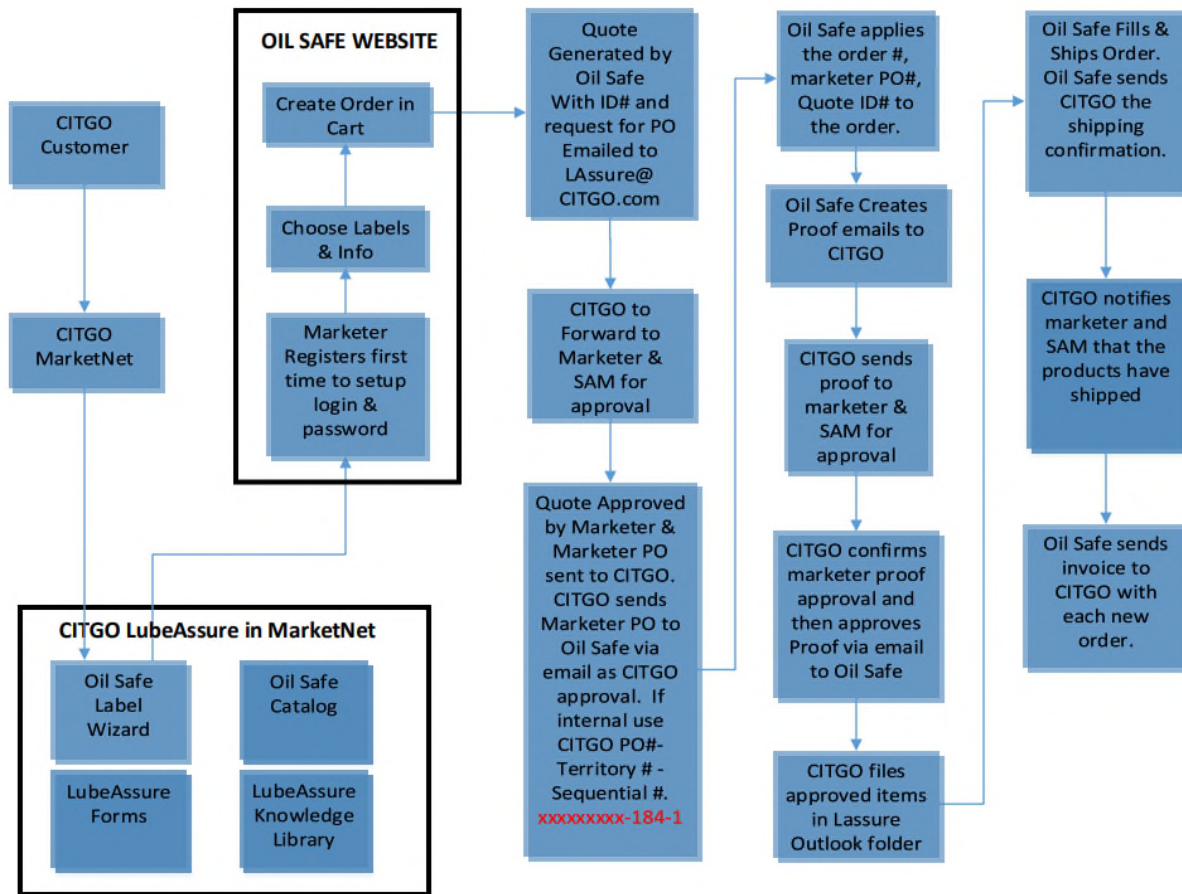 CITGO
Customer
CITGO
MarketNet
OIL SAFE WEBSITE
Create Order in
Cart
Choose Labels
& Info
Marketer
Registers first
time to setup
login &
password
CITGO LubeAssure in MarketNet
Oil Safe
Label
Wizard
Oil Safe
Catalog
LubeAssure
Forms
LubeAssure
Knowledge
Library
Quote
Generated by
Oil Safe
With ID# and
request for PO
Emailed to
LAssure@
CITGO.com
CITGO to
Forward to
Marketer &
SAM for
approval
Quote Approved
by Marketer &
Marketer PO
sent to CITGO.
CITGO sends
Marketer PO to
Oil Safe via
email as CITGO
approval. If
internal use
CITGO PO#-
Territory # -
Sequential #.
xxxxxxxxx-184-1
Oil Safe applies
the order #,
marketer PO#,
Quote ID# to
the order.
Oil Safe Creates
Proof emails to
CITGO
CITGO sends
proof to
marketer &
SAM for
approval
CITGO confirms
marketer proof
approval and
then approves
Proof via email
to Oil Safe
CITGO files
approved items
in Lassure
Outlook folder
Oil Safe Fills &
Ships Order.
Oil Safe sends
CITGO the
shipping
confirmation.
CITGO notifies
marketer and
SAM that the
products have
shipped
Oil Safe sends
invoice to
CITGO with
each new
order.